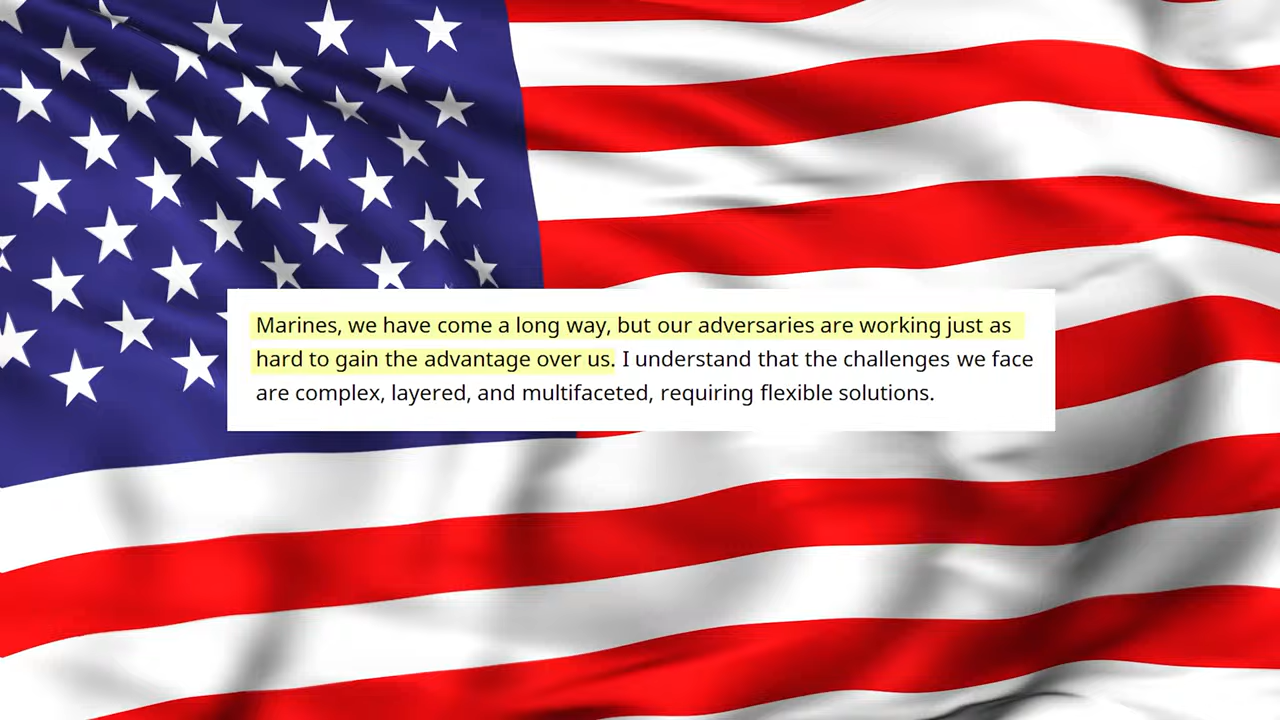 Marines, we have come a long way, but our adversaries are working just as
hard to gain the advantage over us. I understand that the challenges we face
are complex, layered, and multifaceted, requiring flexible solutions.